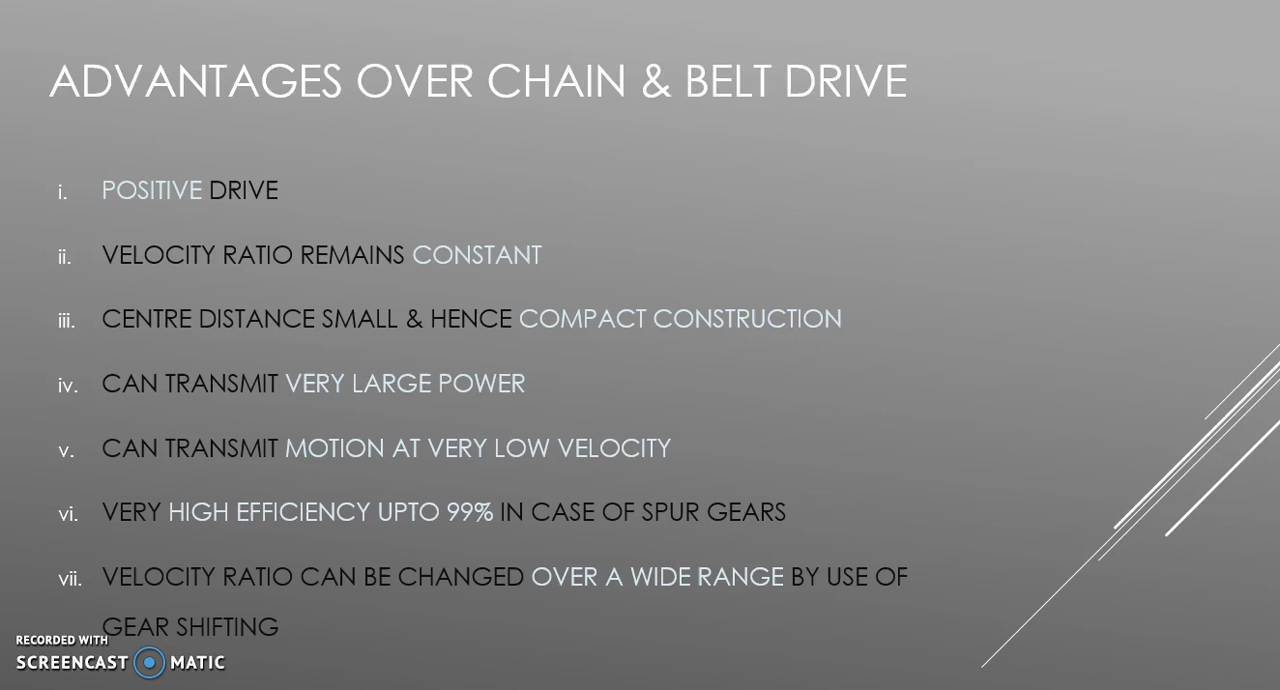 ADVANTAGES OVER CHAIN & BELT DRIVE
i. POSITIVE DRIVE
ii. VELOCITY RATIO REMAINS CONSTANT
iii. CENTRE DISTANCE SMALL & HENCE COMPACT CONSTRUCTION
iv. CAN TRANSMIT VERY LARGE POWER
v. CAN TRANSMIT MOTION AT VERY LOW VELOCITY
vi. VERY HIGH EFFICIENCY UPTO 99% IN CASE OF SPUR GEARS
vii. VELOCITY RATIO CAN BE CHANGED OVER A WIDE RANGE BY USE OF
GEAR SHIFTING
RECORDED WITH
SCREENCAST MATIC